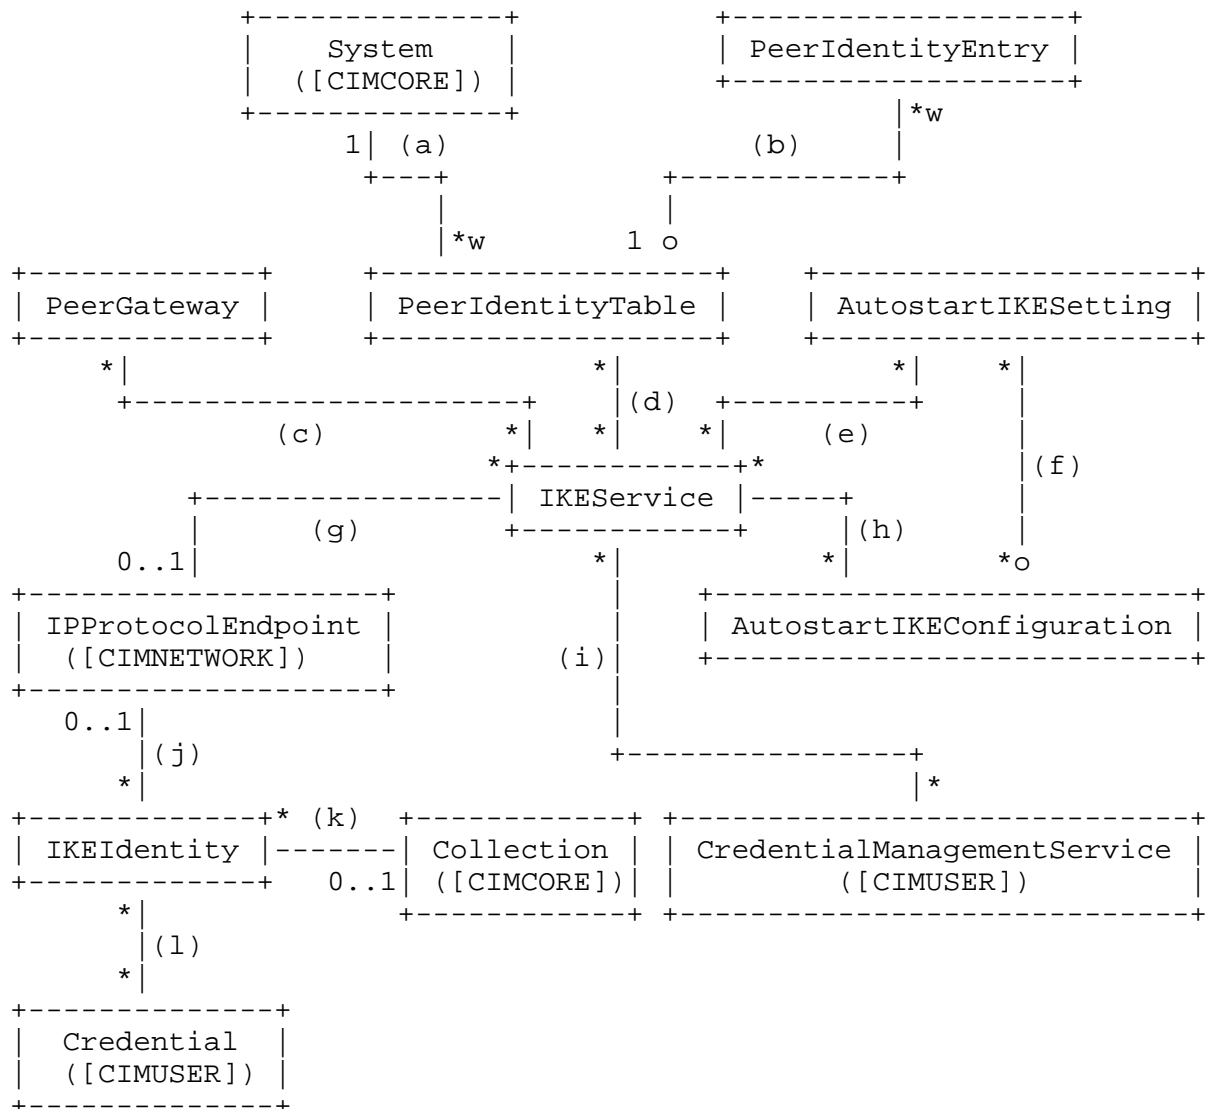 +--------------+           +-------------------+
|    System    |           | PeerIdentityEntry |
|  ([CIMCORE]) |           +-------------------+
+--------------+                     |*w
1| (a)                (b)     |
+---+            +------------+
|            |
|*w       1 o
+-------------+     +-------------------+    +---------------------+
| PeerGateway |     | PeerIdentityTable |    | AutostartIKESetting |
+-------------+     +-------------------+    +---------------------+
*|                        *|              *|    *|
+----------------------+    |(d)  +----------+     |
(c)          *|   *|    *|     (e)        |
*+------------+*             |(f)
+-----------------| IKEService |-----+         |
|      (g)        +------------+     |(h)      |
0..1|                     *|          *|       *o
+--------------------+            |    +---------------------------+
| IPProtocolEndpoint |            |    | AutostartIKEConfiguration |
|  ([CIMNETWORK])    |         (i)|    +---------------------------+
+--------------------+            |
0..1|                          |
|(j)                       +----------------+
*|                                           |*
+-------------+* (k)  +------------+ +----------------------------+
| IKEIdentity |-------| Collection | | CredentialManagementService |
+-------------+   0..1| ([CIMCORE])| |         ([CIMUSER])         |
*|              +------------+ +----------------------------+
|(l)
*|
+--------------+
|  Credential  |
|  ([CIMUSER]) |
+--------------+